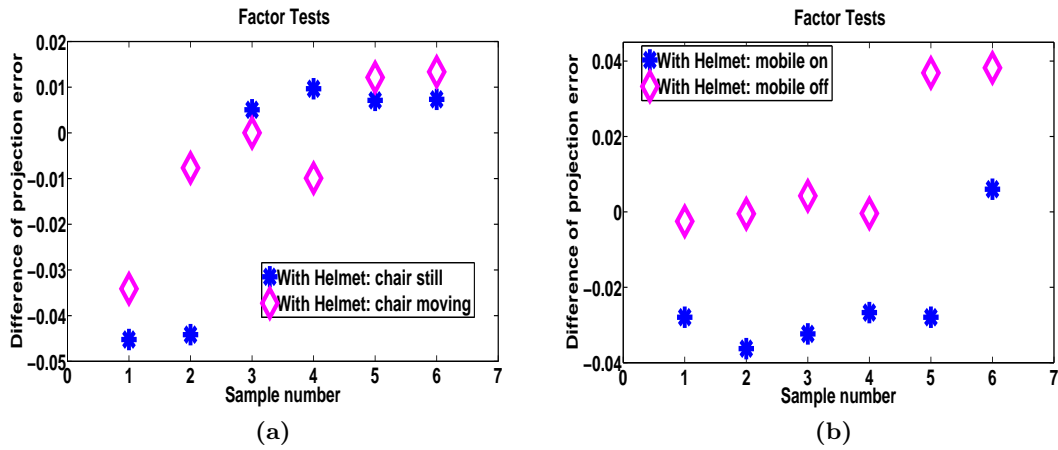 Factor Tests
0.02
0.01
0
−0.01
−0.02
−0.03
−0.04
−0.05
Difference of projection error
With Helmet: chair still
With Helmet: chair moving
0 1 2 3 4 5 6 7
Sample number
(a)
Factor Tests
0.04
0.02
0
−0.02
−0.04
Difference of projection error
With Helmet: mobile on
With Helmet: mobile off
0 1 2 3 4 5 6 7
Sample number
(b)